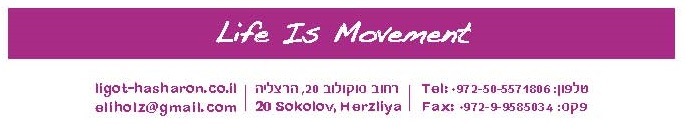 Life Is Movement
ligot-hasharon.co.il
eliholz@gmail.com
רחוב סוקולוב 20, הרצליה
20 Sokolov, Herzliya
Tel: +972-50-5571806 :טלפון
Fax: +972-9-9585034 :פקס